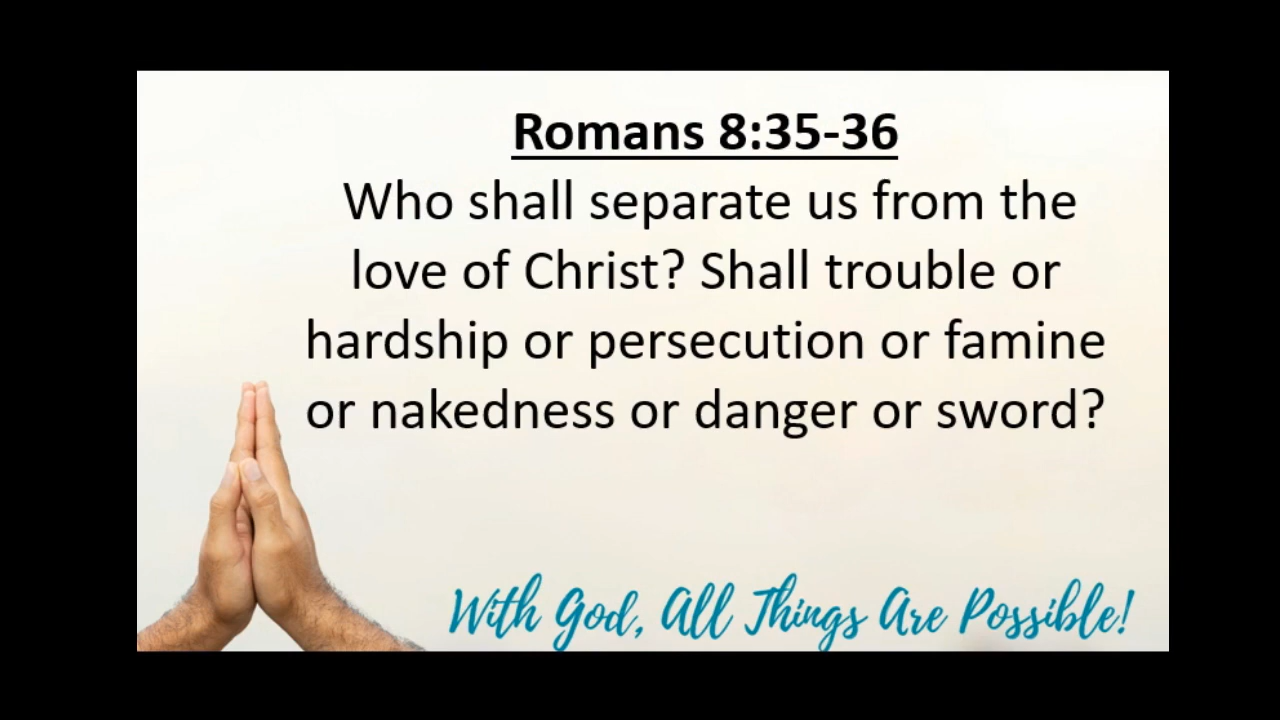 Romans 8:35-36
Who shall separate us from the
love of Christ? Shall trouble or
hardship or persecution or famine
or nakedness or danger or sword?
With God, All Things Are Possible!